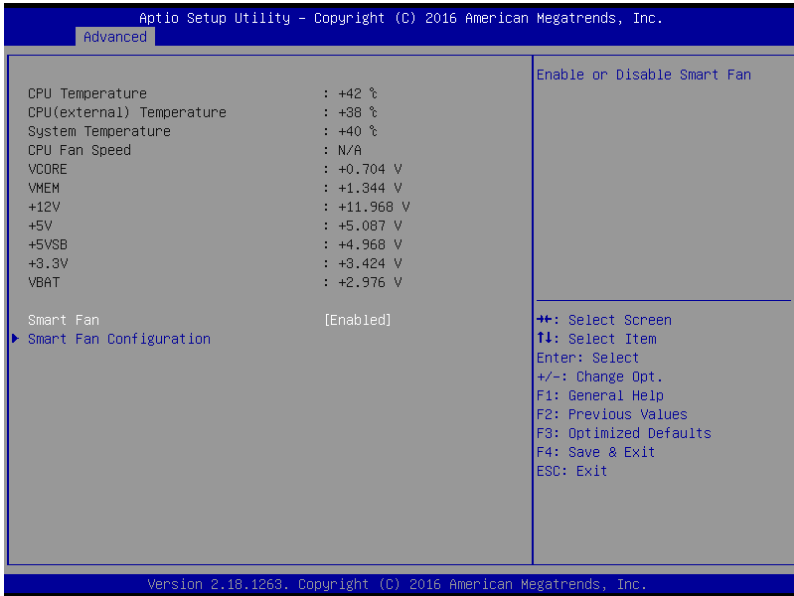 Aptio Setup Utility – Copyright (C) 2016 American Megatrends, Inc.
Advanced
CPU Temperature : +42 ℃
CPU(external) Temperature : +38 ℃
System Temperature : +40 ℃
CPU Fan Speed : N/A
VCORE : +0.704 V
VMEM : +1.344 V
+12V : +11.968 V
+5V : +5.087 V
+5VSB : +4.968 V
+3.3V : +3.424 V
VBAT : +2.976 V
Smart Fan [Enabled]
Smart Fan Configuration
Enable or Disable Smart Fan
→←: Select Screen
↑↓: Select Item
Enter: Select
+/-: Change Opt.
F1: General Help
F2: Previous Values
F3: Optimized Defaults
F4: Save & Exit
ESC: Exit
Version 2.18.1263. Copyright (C) 2016 American Megatrends, Inc.